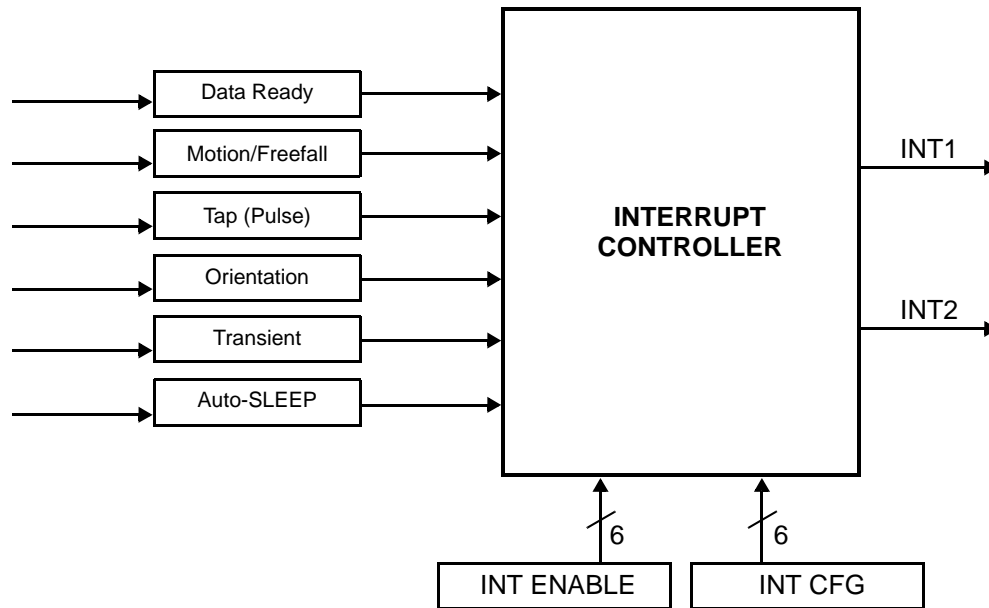 Data Ready
Motion/Freefall
Tap (Pulse)
Orientation
Transient
Auto-SLEEP
INTERRUPT
CONTROLLER
INT1
INT2
6
6
INT ENABLE
INT CFG